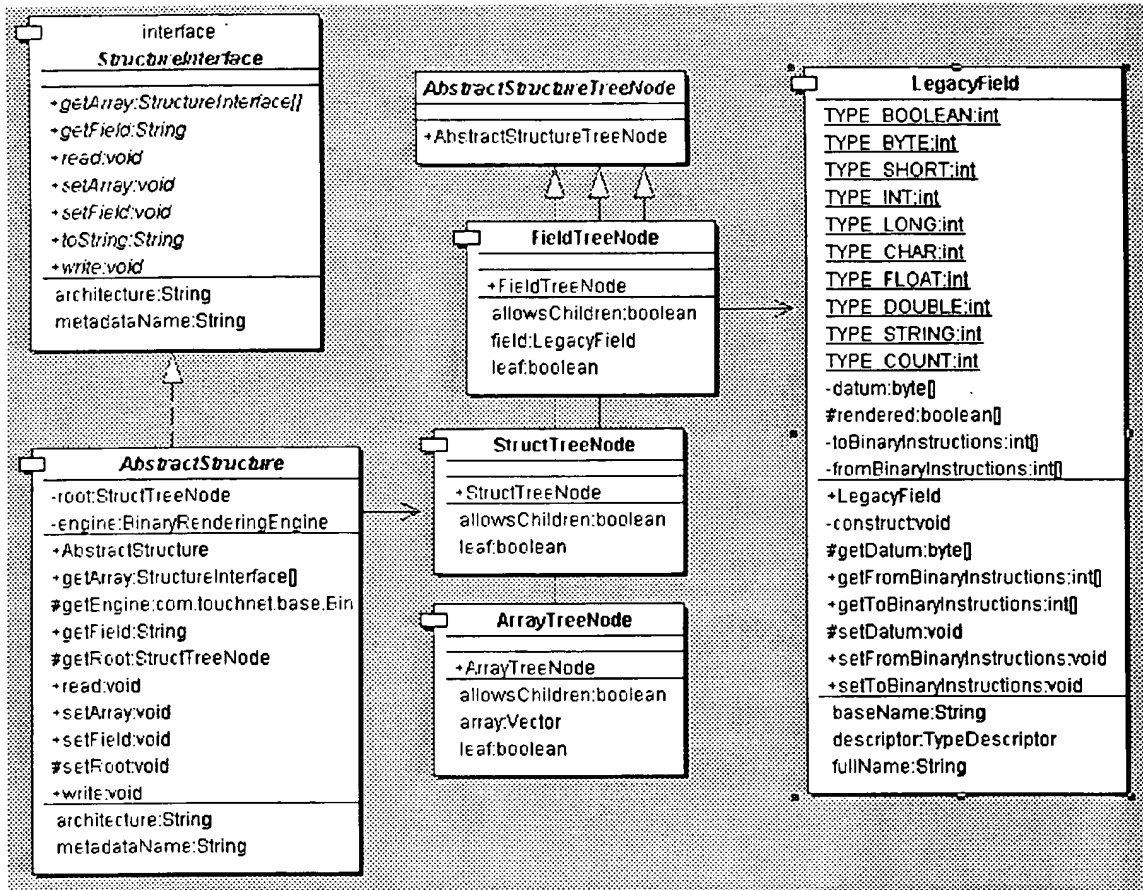 interface
StructureInterface
+getArray:StructureInterface[]
+getField:String
+read:void
+setArray:void
+setField:void
+toString:String
+write:void
architecture:String
metadataName:String
AbstractStructure
-root:StructTreeNode
-engine:BinaryRenderingEngine
+AbstractStructure
+getArray:StructureInterface[]
#getEngine:com.touchnet.base.Bin
+getField:String
#getRoot:StructTreeNode
+read:void
+setArray:void
+setField:void
#setRoot:void
+write:void
architecture:String
metadataName:String
AbstractStructureTreeNode
+AbstractStructureTreeNode
FieldTreeNode
+FieldTreeNode
allowsChildren:boolean
field:LegacyField
leaf:boolean
StructTreeNode
+StructTreeNode
allowsChildren:boolean
leaf:boolean
ArrayTreeNode
+ArrayTreeNode
allowsChildren:boolean
array:Vector
leaf:boolean
LegacyField
TYPE_BOOLEAN:int
TYPE_BYTE:int
TYPE_SHORT:int
TYPE_INT:int
TYPE_LONG:int
TYPE_CHAR:int
TYPE_FLOAT:int
TYPE_DOUBLE:int
TYPE_STRING:int
TYPE_COUNT:int
-datum:byte[]
#rendered:boolean[]
-toBinaryInstructions:int[]
-fromBinaryInstructions:int[]
+LegacyField
-construct:void
#getDatum:byte[]
+getFromBinaryInstructions:int[]
+getToBinaryInstructions:int[]
#setDatum:void
+setFromBinaryInstructions:void
+setToBinaryInstructions:void
baseName:String
descriptor:TypeDescriptor
fullName:String